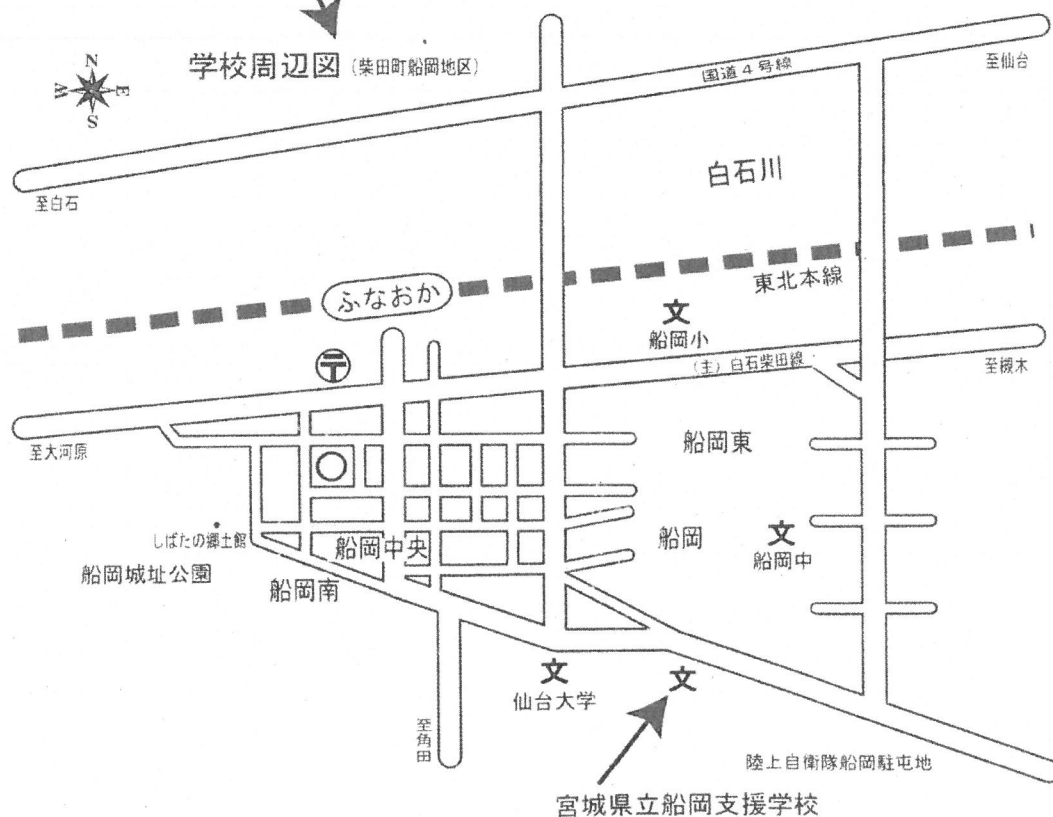 学校周辺図 (柴田町船岡地区)
N
W E
S
国道4号線
至仙台
白石川
至白石
東北本線
ふなおか
文
船岡小
〒
(主) 白石柴田線
至槻木
至大河原
船岡東
しばたの郷土館
船岡中央
船岡
文
船岡中
船岡城址公園
船岡南
文
仙台大学
文
至角田
陸上自衛隊船岡駐屯地
宮城県立船岡支援学校